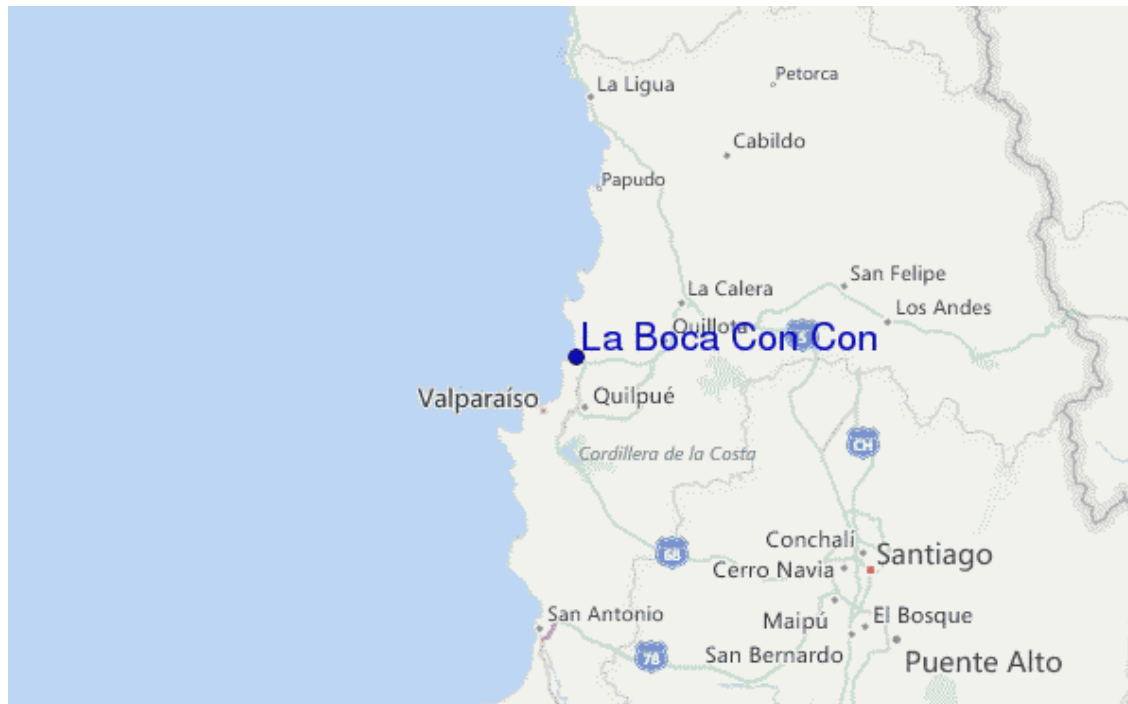 Petorca
La Ligua
Cabildo
Papudo
San Felipe
La Calera
Los Andes
Quillota
5
La Boca Con Con
Valparaíso
Quilpué
CH
Cordillera de la Costa
Conchalí
68
Santiago
Cerro Navia
San Antonio
Maipú
El Bosque
78
San Bernardo
Puente Alto